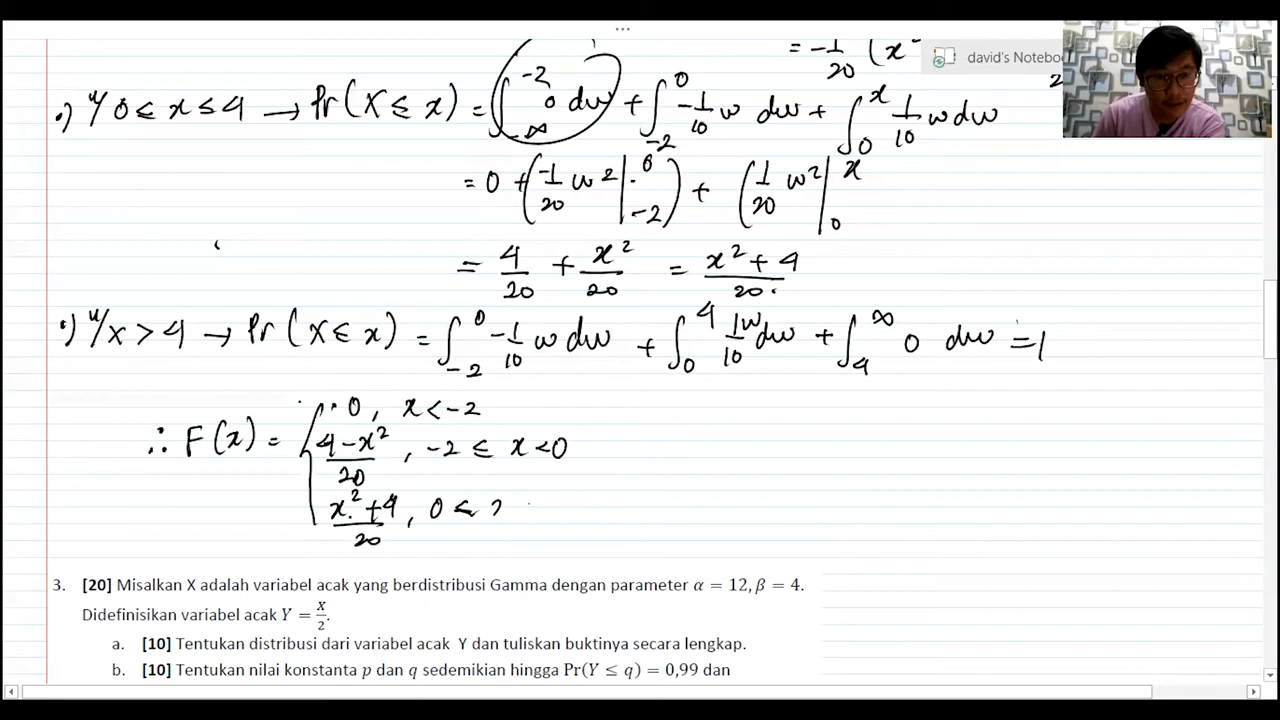 = -1/20 (x²
david's Notebo
•) u/ 0 ≤ x ≤ 4 → Pr(X ≤ x) = ∫_{-∞}^{-2} 0 dw + ∫_{-2}^{0} -1/10 w dw + ∫_{0}^{x} 1/10 w dw
= 0 + (-1/20 w² |_{-2}^{0}) + (1/20 w² |_{0}^{x}
= 4/20 + x²/20 = x² + 4/20.
•) u/ x > 4 → Pr(X ≤ x) = ∫_{-2}^{0} -1/10 w dw + ∫_{0}^{4} 1/10 w dw + ∫_{4}^{∞} 0 dw = 1
∴ F(x) = { 0, x < -2
4 - x²/20, -2 ≤ x < 0
x² + 4/20, 0 ≤
3. [20] Misalkan X adalah variabel acak yang berdistribusi Gamma dengan parameter α = 12, β = 4.
Didefinisikan variabel acak Y = X/2.
a. [10] Tentukan distribusi dari variabel acak Y dan tuliskan buktinya secara lengkap.
b. [10] Tentukan nilai konstanta p dan q sedemikian hingga Pr(Y ≤ q) = 0,99 dan